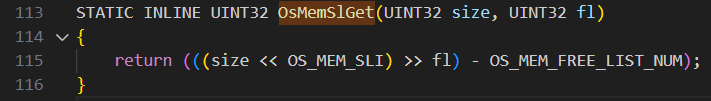 113 STATIC INLINE UINT32 OsMemSlGet(UINT32 size, UINT32 fl)
114 {
115     return (((size << OS_MEM_SLI) >> fl) - OS_MEM_FREE_LIST_NUM);
116 }